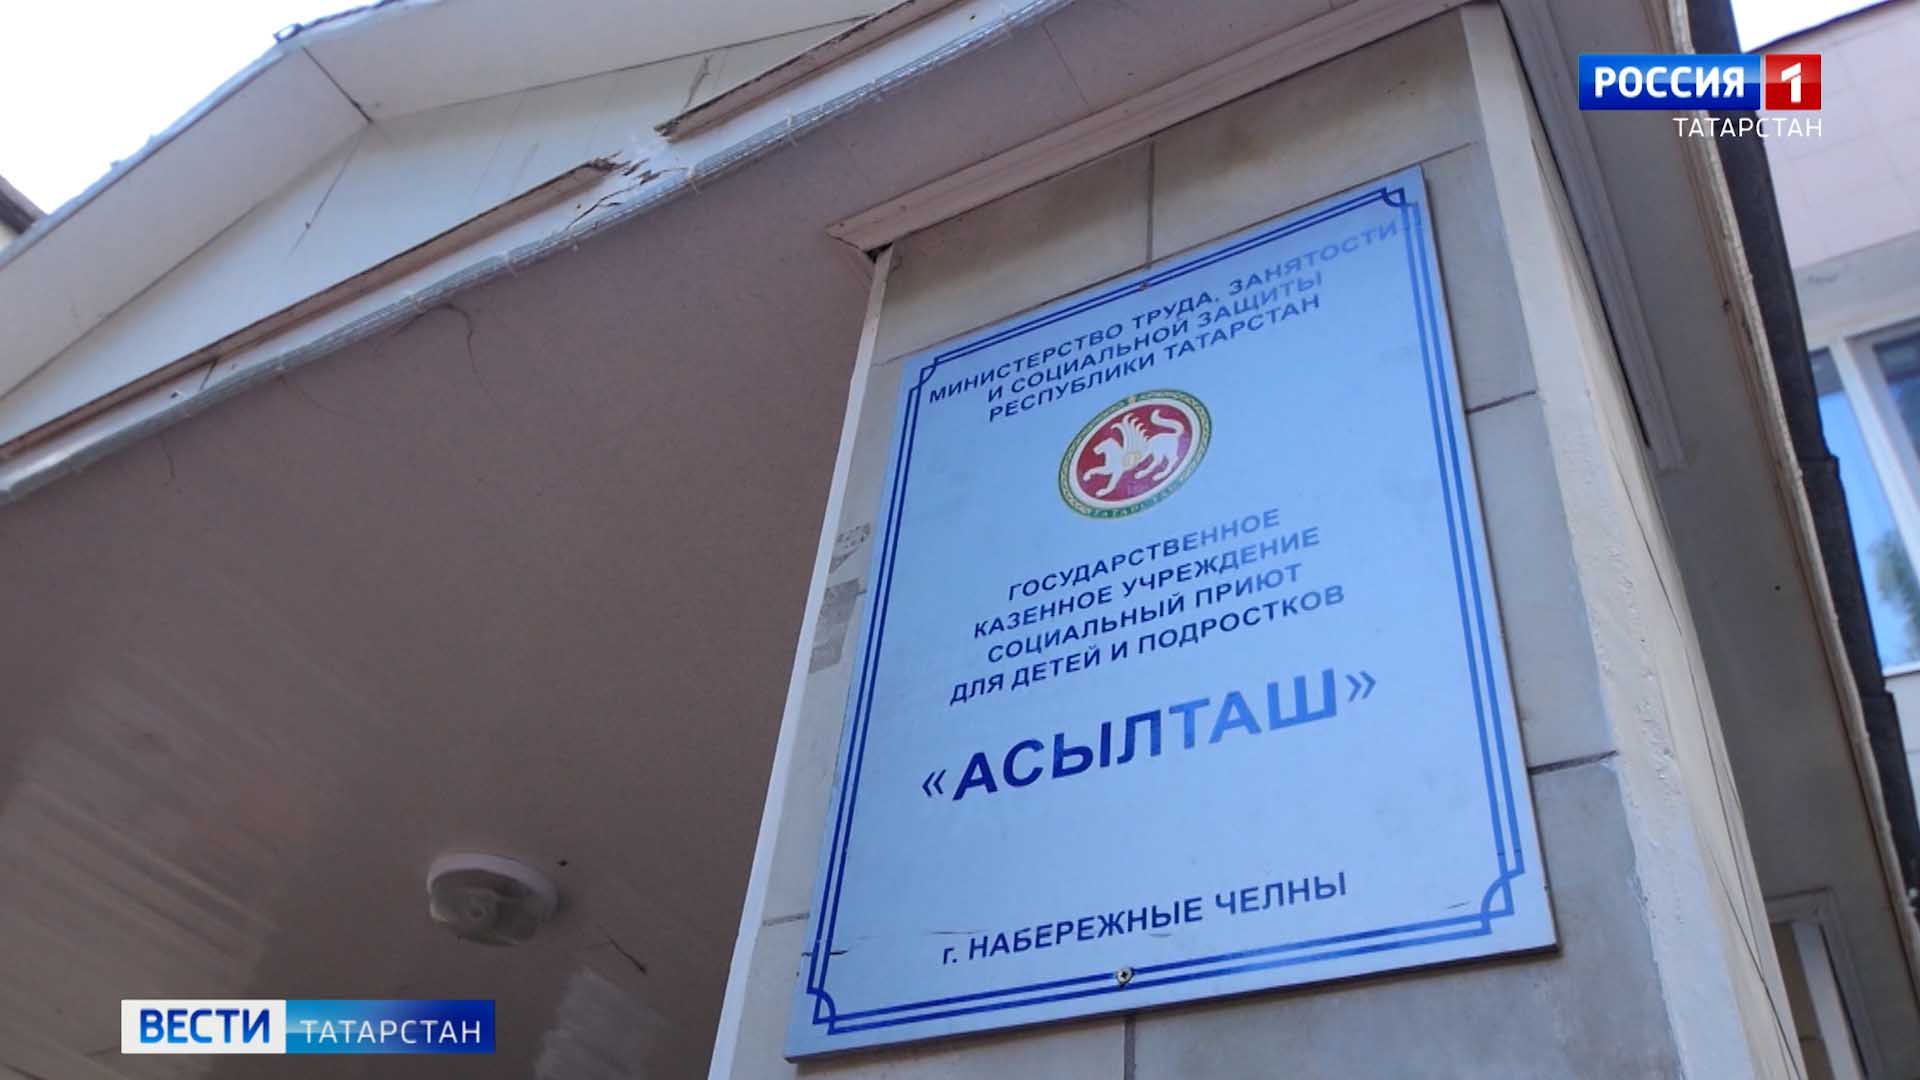 РОССИЯ 1
ТАТАРСТАН
МИНИСТЕРСТВО ТРУДА, ЗАНЯТОСТИ
И СОЦИАЛЬНОЙ ЗАЩИТЫ
РЕСПУБЛИКИ ТАТАРСТАН
ТАТАРСТАН
ГОСУДАРСТВЕННОЕ
КАЗЕННОЕ УЧРЕЖДЕНИЕ
СОЦИАЛЬНЫЙ ПРИЮТ
ДЛЯ ДЕТЕЙ И ПОДРОСТКОВ
«АСЫЛТАШ»
г. НАБЕРЕЖНЫЕ ЧЕЛНЫ
ВЕСТИ ТАТАРСТАН